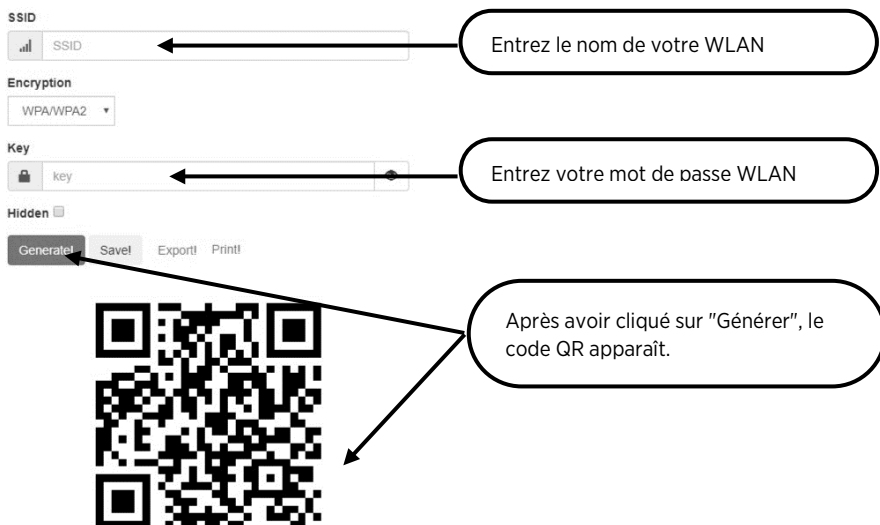 SSID
SSID
Entrez le nom de votre WLAN
Encryption
WPA/WPA2
Key
key
Entrez votre mot de passe WLAN
Hidden
Generate! Save! Export! Print!
Après avoir cliqué sur "Générer", le
code QR apparaît.